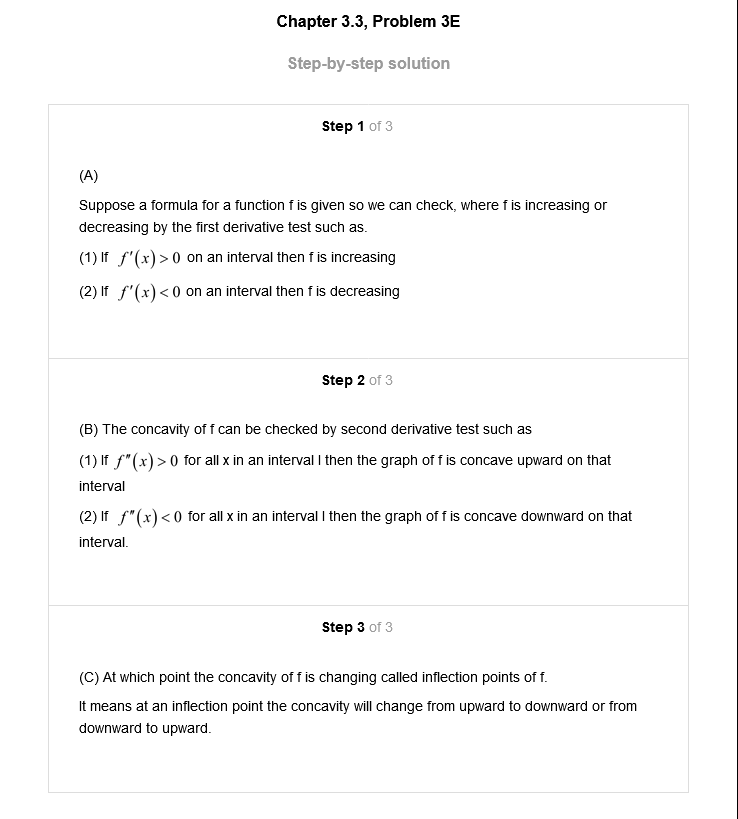 Chapter 3.3, Problem 3E
Step-by-step solution
Step 1 of 3
(A)
Suppose a formula for a function f is given so we can check, where f is increasing or
decreasing by the first derivative test such as.
(1) If f′(x) > 0 on an interval then f is increasing
(2) If f′(x) < 0 on an interval then f is decreasing
Step 2 of 3
(B) The concavity of f can be checked by second derivative test such as
(1) If f″(x) > 0 for all x in an interval I then the graph of f is concave upward on that
interval
(2) If f″(x) < 0 for all x in an interval I then the graph of f is concave downward on that
interval.
Step 3 of 3
(C) At which point the concavity of f is changing called inflection points of f.
It means at an inflection point the concavity will change from upward to downward or from
downward to upward.